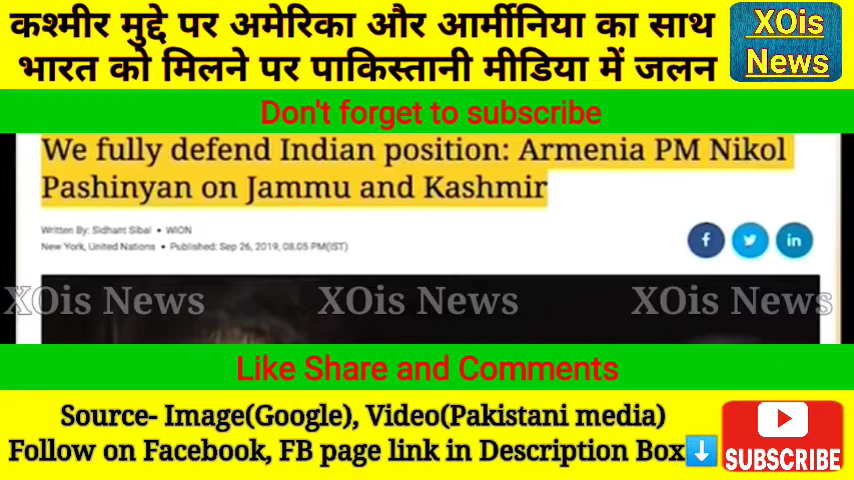 कश्मीर मुद्दे पर अमेरिका और आर्मीनिया का साथ
भारत को मिलने पर पाकिस्तानी मीडिया में जलन
XOis
News
Don't forget to subscribe
We fully defend Indian position: Armenia PM Nikol
Pashinyan on Jammu and Kashmir
Written By: Sidhant Sibal • WION
New York, United Nations • Published: Sep 26, 2019, 08.05 PM(IST)
XOis News XOis News XOis News
Like Share and Comments
Source- Image(Google), Video(Pakistani media)
Follow on Facebook, FB page link in Description Box
SUBSCRIBE